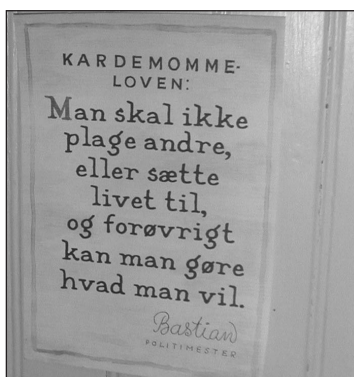 KARDEMOMME-
LOVEN:
Man skal ikke
plage andre,
eller sætte
livet til,
og forøvrigt
kan man gøre
hvad man vil.
Bastian
POLITIMESTER